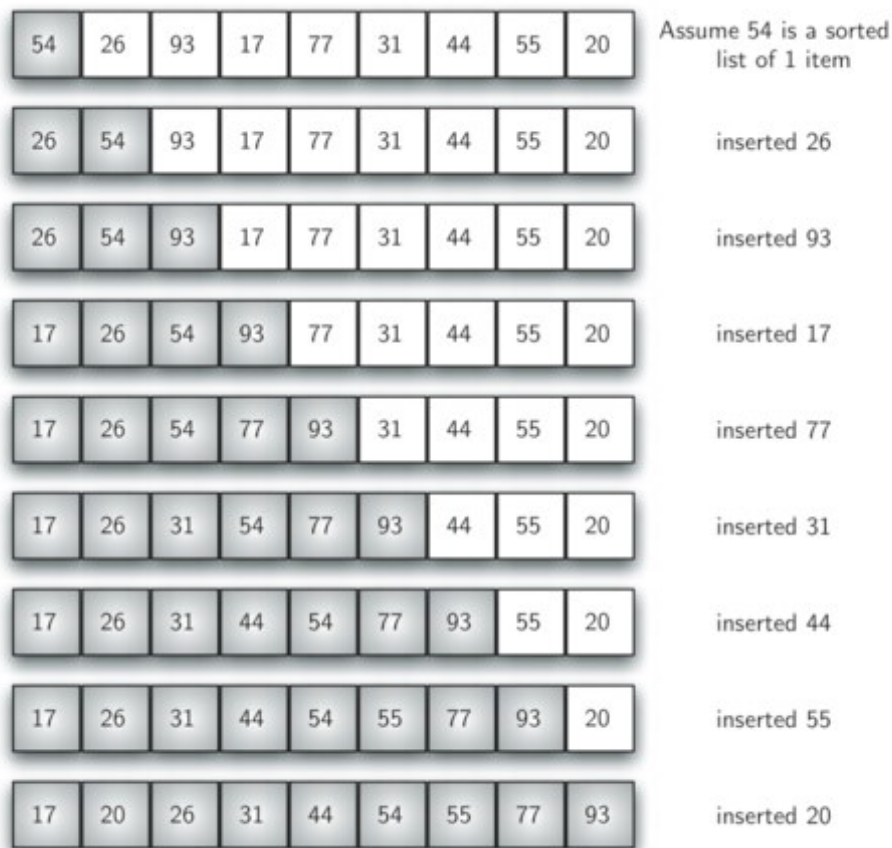 54 26 93 17 77 31 44 55 20 Assume 54 is a sorted
list of 1 item
26 54 93 17 77 31 44 55 20 inserted 26
26 54 93 17 77 31 44 55 20 inserted 93
17 26 54 93 77 31 44 55 20 inserted 17
17 26 54 77 93 31 44 55 20 inserted 77
17 26 31 54 77 93 44 55 20 inserted 31
17 26 31 44 54 77 93 55 20 inserted 44
17 26 31 44 54 55 77 93 20 inserted 55
17 20 26 31 44 54 55 77 93 inserted 20